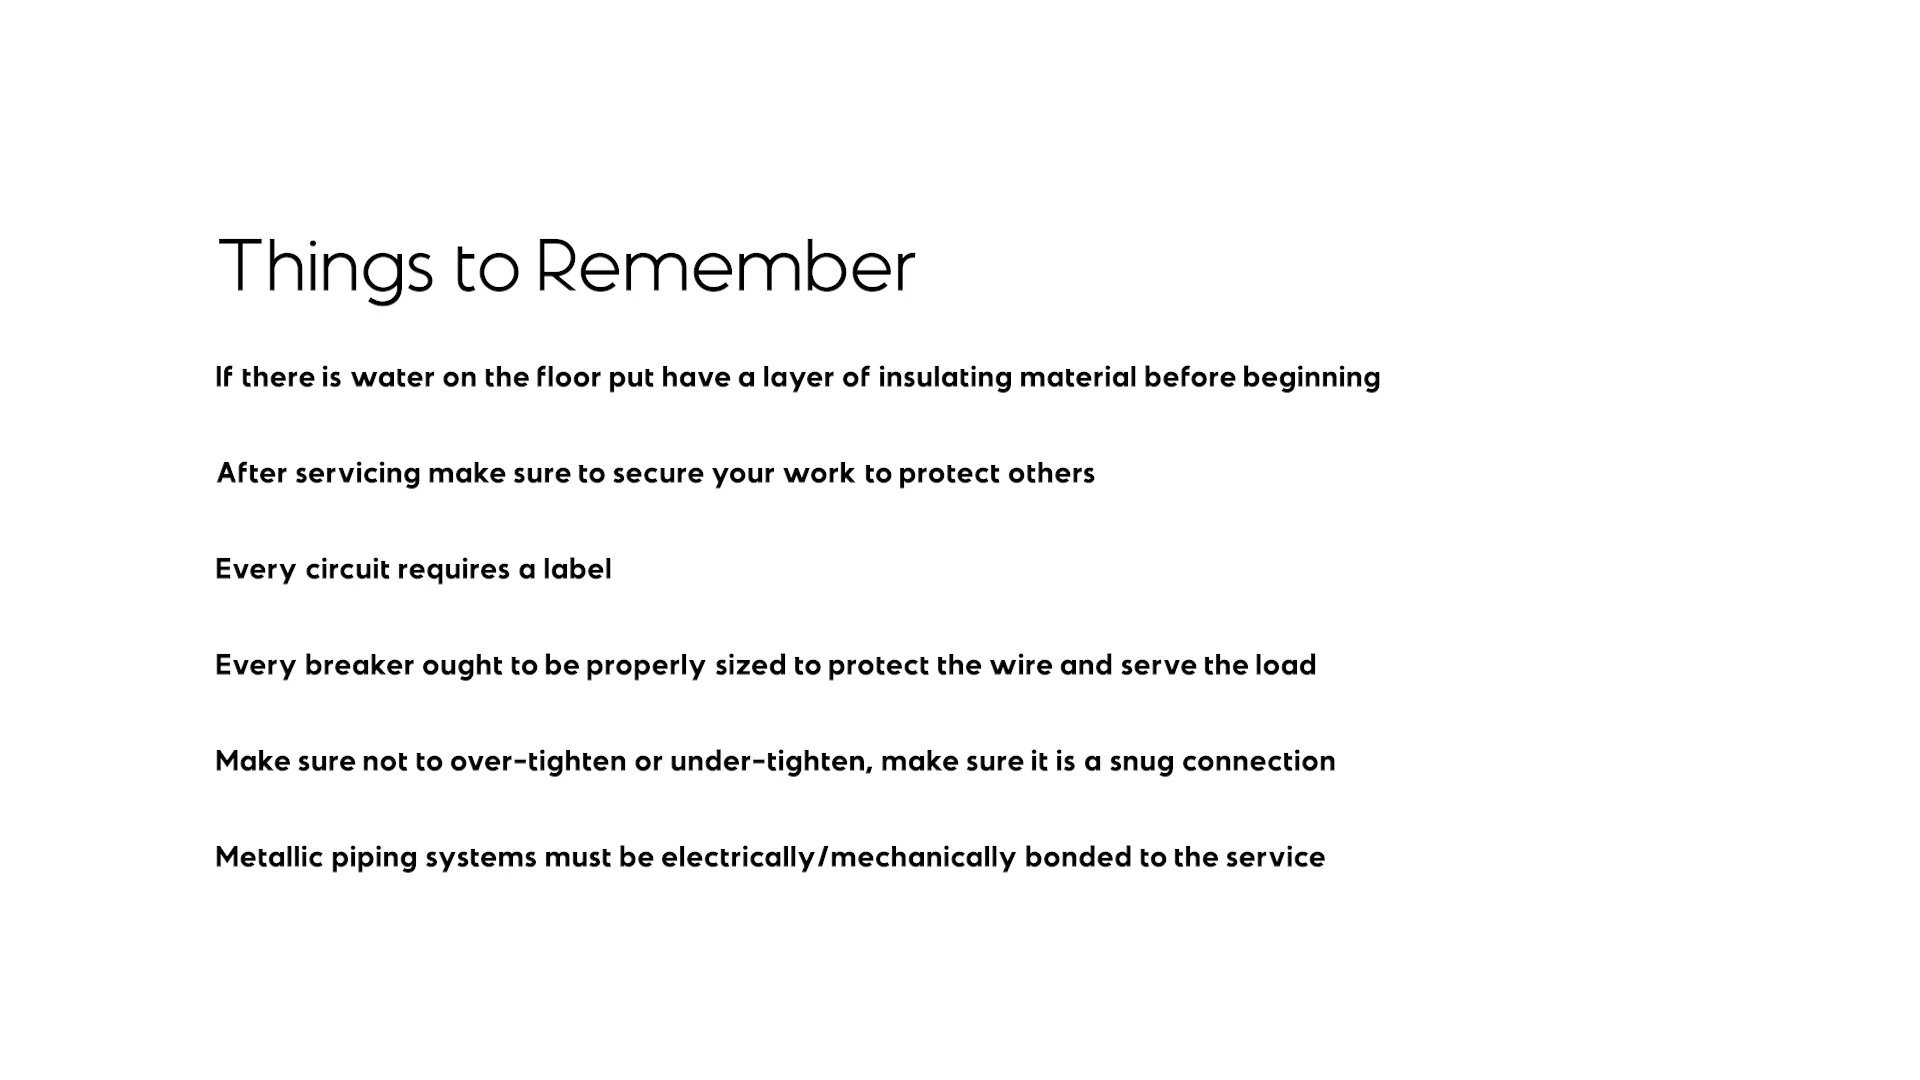 Things to Remember
If there is water on the floor put have a layer of insulating material before beginning
After servicing make sure to secure your work to protect others
Every circuit requires a label
Every breaker ought to be properly sized to protect the wire and serve the load
Make sure not to over-tighten or under-tighten, make sure it is a snug connection
Metallic piping systems must be electrically/mechanically bonded to the service